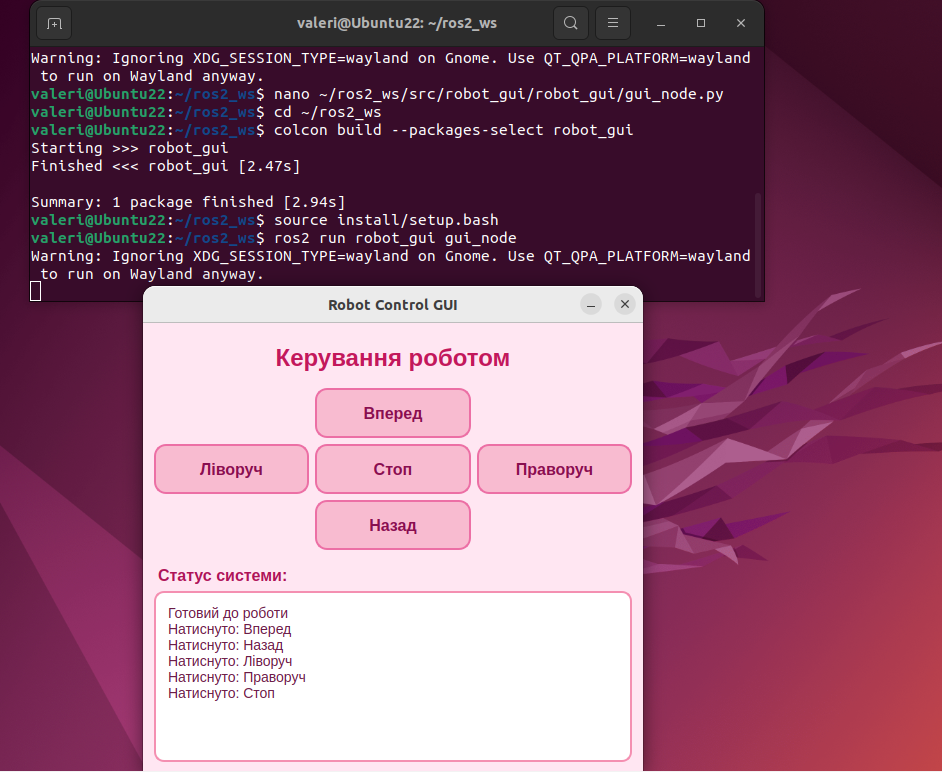 valeri@Ubuntu22: ~/ros2_ws
Warning: Ignoring XDG_SESSION_TYPE=wayland on Gnome. Use QT_QPA_PLATFORM=wayland
to run on Wayland anyway.
valeri@Ubuntu22:~/ros2_ws$ nano ~/ros2_ws/src/robot_gui/robot_gui/gui_node.py
valeri@Ubuntu22:~/ros2_ws$ cd ~/ros2_ws
valeri@Ubuntu22:~/ros2_ws$ colcon build --packages-select robot_gui
Starting >>> robot_gui
Finished <<< robot_gui [2.47s]
Summary: 1 package finished [2.94s]
valeri@Ubuntu22:~/ros2_ws$ source install/setup.bash
valeri@Ubuntu22:~/ros2_ws$ ros2 run robot_gui gui_node
Warning: Ignoring XDG_SESSION_TYPE=wayland on Gnome. Use QT_QPA_PLATFORM=wayland
to run on Wayland anyway.
Robot Control GUI
Керування роботом
Вперед
Ліворуч Стоп Праворуч
Назад
Статус системи:
Готовий до роботи
Натиснуто: Вперед
Натиснуто: Назад
Натиснуто: Ліворуч
Натиснуто: Праворуч
Натиснуто: Стоп